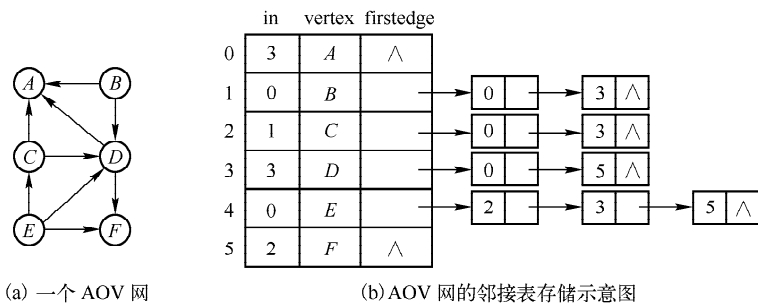 in vertex firstedge
0 3 A ∧
1 0 B 0 3 ∧
2 1 C 0 3 ∧
3 3 D 0 5 ∧
4 0 E 2 3 5 ∧
5 2 F ∧
A B
C D
E F
(a) 一个 AOV 网
(b) AOV 网的邻接表存储示意图